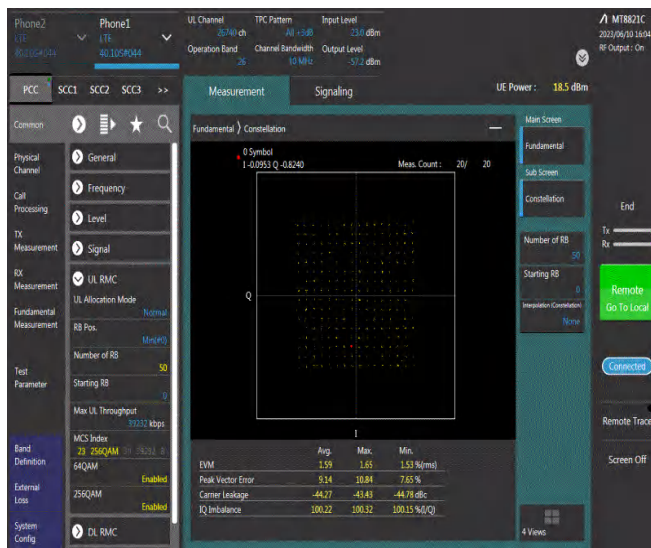 Phone2
LTE
Phone1
LTE
40.10S#044
UL Channel
26740 ch
TPC Pattern
All +3dB
Input Level
23.0 dBm
Operation Band
26
Channel Bandwidth
10 MHz
Output Level
-57.2 dBm
MT8821C
2023/06/10 16:04
RF Output : On
PCC
SCC1
SCC2
SCC3
>>
Measurement
Signaling
UE Power :
18.5 dBm
Common
Physical
Channel
Call
Processing
TX
Measurement
RX
Measurement
Fundamental
Measurement
Test
Parameter
Band
Definition
External
Loss
System
Config
General
Frequency
Level
Signal
UL RMC
UL Allocation Mode
Normal
RB Pos.
Min(#0)
Number of RB
50
Starting RB
0
Max UL Throughput
39232 kbps
MCS Index
23 256QAM
64QAM
Enabled
256QAM
Enabled
DL RMC
Fundamental ⟩ Constellation
0 Symbol
I -0.0953 Q -0.8240
Meas. Count : 20/ 20
Q
I
Avg. Max. Min.
EVM 1.59 1.65 1.53 %(rms)
Peak Vector Error 9.14 10.84 7.65 %
Carrier Leakage -44.27 -43.43 -44.78 dBc
IQ Imbalance 100.22 100.32 100.15 %(I/Q)
Main Screen
Fundamental
Sub Screen
Constellation
Number of RB
50
Starting RB
0
Interpolation (Constellation)
None
4 Views
End
Tx
Rx
Remote
Go To Local
Connected
Remote Trace
Screen Off